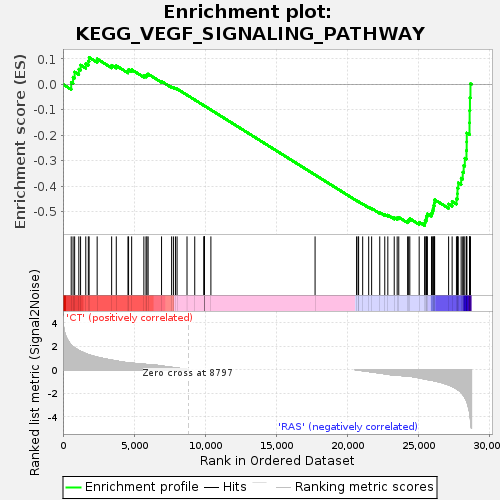 Enrichment plot:
KEGG_VEGF_SIGNALING_PATHWAY
Enrichment score (ES)
0.1
0.0
-0.1
-0.2
-0.3
-0.4
-0.5
'CT' (positively correlated)
Ranked list metric (Signal2Noise)
4
2
0
-2
-4
Zero cross at 8797
'RAS' (negatively correlated)
0
5,000
10,000
15,000
20,000
25,000
30,000
Rank in Ordered Dataset
Enrichment profile
Hits
Ranking metric scores